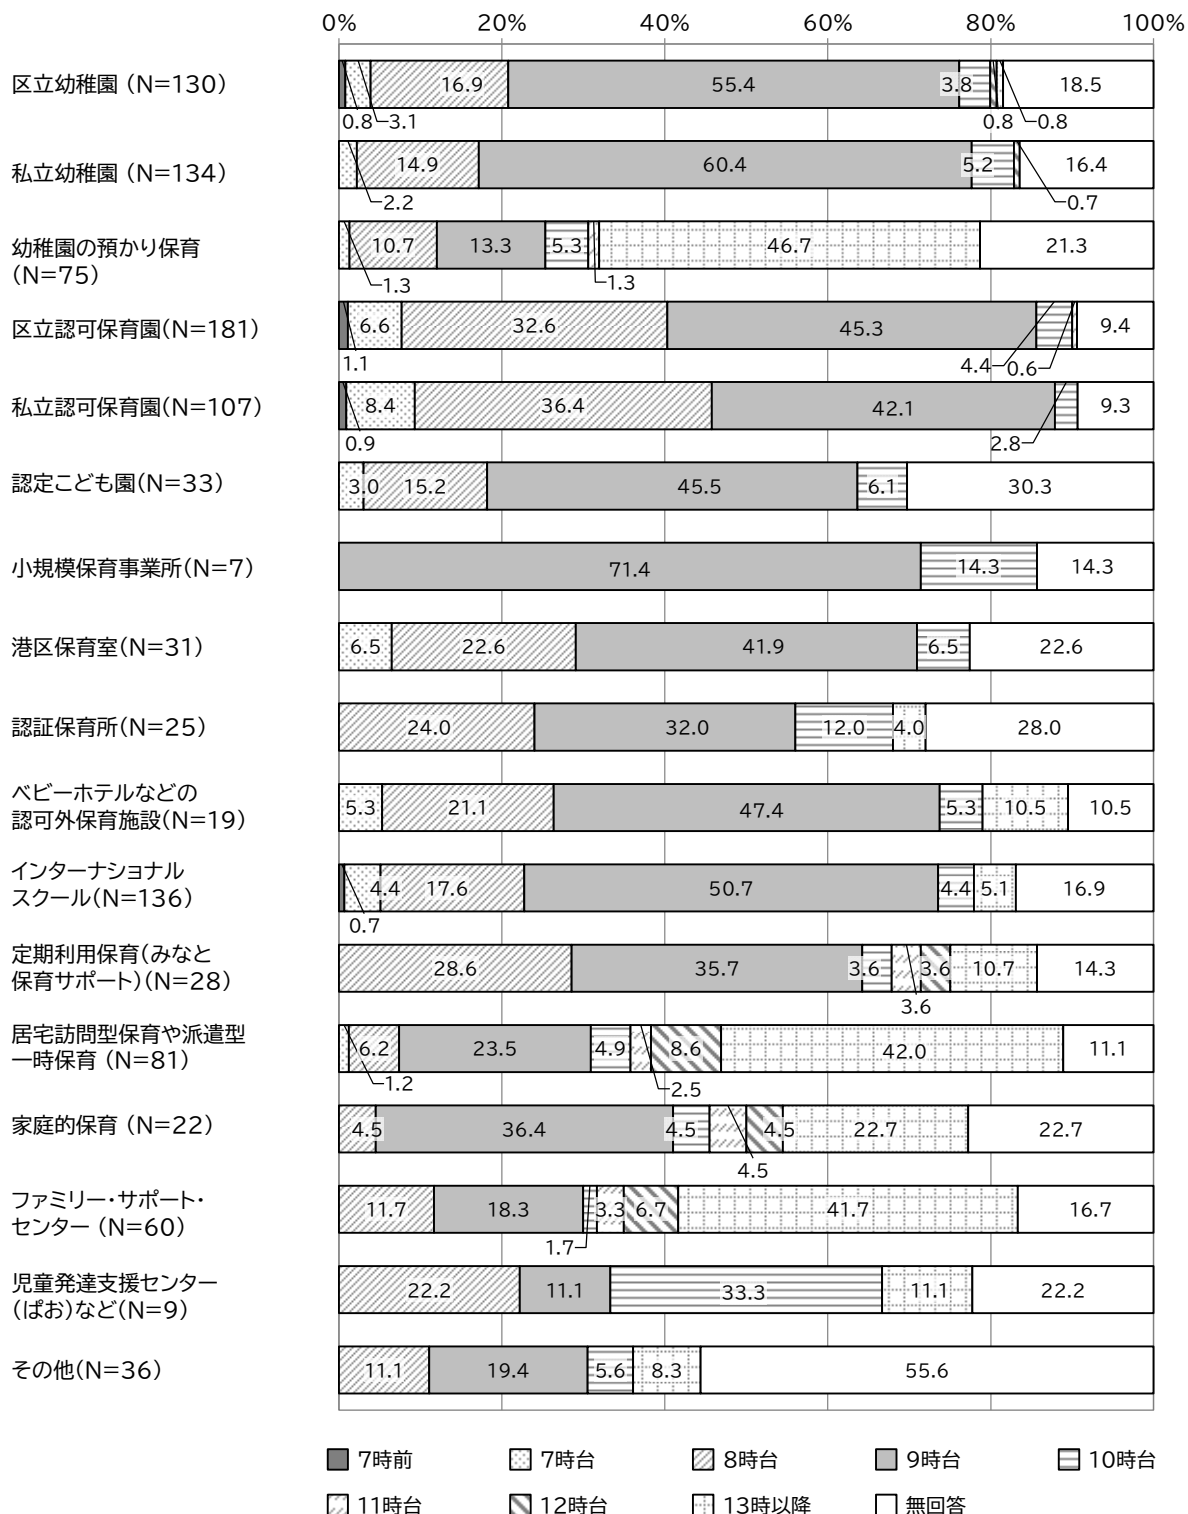 0% 20% 40% 60% 80% 100%
区立幼稚園 (N=130) 16.9 55.4 3.8 18.5
0.8 3.1 0.8 0.8
私立幼稚園 (N=134) 14.9 60.4 5.2 16.4
2.2 0.7
幼稚園の預かり保育 10.7 13.3 5.3 46.7 21.3
(N=75)
1.3 1.3
区立認可保育園(N=181) 6.6 32.6 45.3 9.4
1.1 4.4 0.6
私立認可保育園(N=107) 8.4 36.4 42.1 9.3
0.9 2.8
認定こども園(N=33) 3.0 15.2 45.5 6.1 30.3
小規模保育事業所(N=7) 71.4 14.3 14.3
港区保育室(N=31) 6.5 22.6 41.9 6.5 22.6
認証保育所(N=25) 24.0 32.0 12.0 4.0 28.0
ベビーホテルなどの
認可外保育施設(N=19) 5.3 21.1 47.4 5.3 10.5 10.5
インターナショナル
スクール(N=136) 4.4 17.6 50.7 4.4 5.1 16.9
0.7
定期利用保育(みなと
保育サポート)(N=28) 28.6 35.7 3.6 3.6 10.7 14.3
3.6
居宅訪問型保育や派遣型
一時保育 (N=81) 6.2 23.5 4.9 8.6 42.0 11.1
1.2 2.5
家庭的保育 (N=22) 4.5 36.4 4.5 4.5 22.7 22.7
4.5
ファミリー・サポート・
センター (N=60) 11.7 18.3 3.3 6.7 41.7 16.7
1.7
児童発達支援センター
(ぱお)など(N=9) 22.2 11.1 33.3 11.1 22.2
その他(N=36) 11.1 19.4 5.6 8.3 55.6
7時前 7時台 8時台 9時台 10時台
11時台 12時台 13時以降 無回答